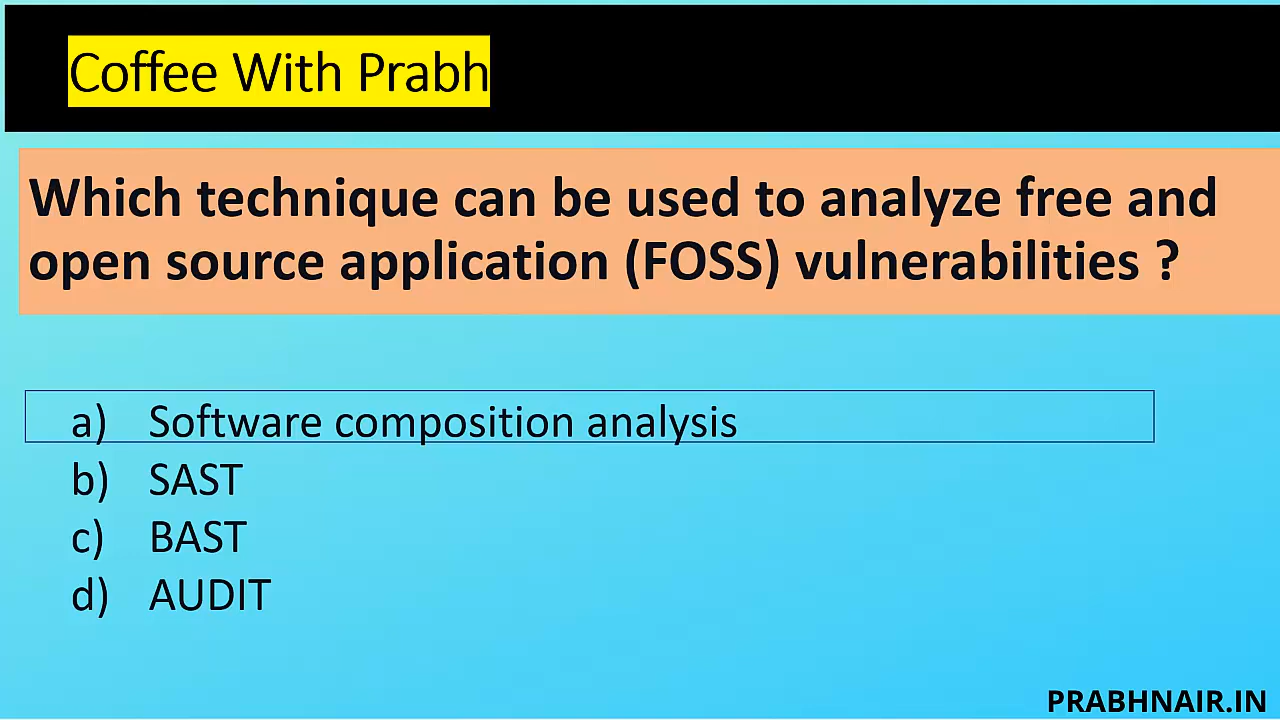 Coffee With Prabh
Which technique can be used to analyze free and
open source application (FOSS) vulnerabilities ?
a) Software composition analysis
b) SAST
c) BAST
d) AUDIT
PRABHNAIR.IN